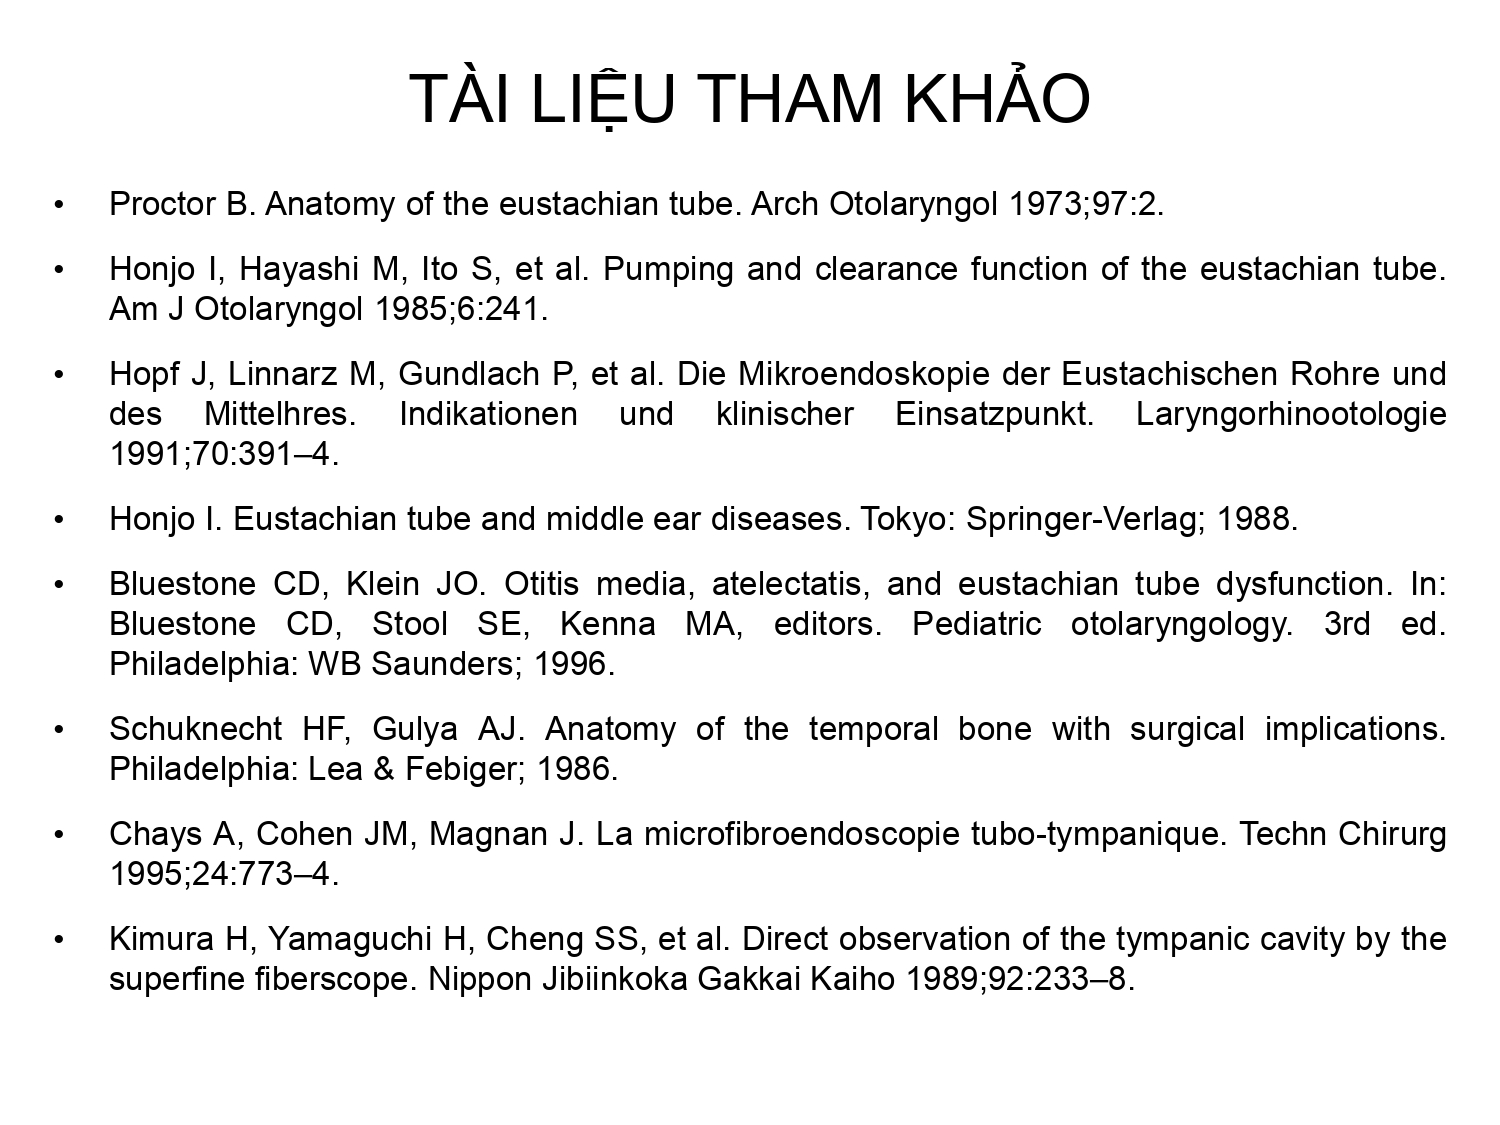 TÀI LIỆU THAM KHẢO
• Proctor B. Anatomy of the eustachian tube. Arch Otolaryngol 1973;97:2.
• Honjo I, Hayashi M, Ito S, et al. Pumping and clearance function of the eustachian tube.
Am J Otolaryngol 1985;6:241.
• Hopf J, Linnarz M, Gundlach P, et al. Die Mikroendoskopie der Eustachischen Rohre und
des Mittelhres. Indikationen und klinischer Einsatzpunkt. Laryngorhinootologie
1991;70:391–4.
• Honjo I. Eustachian tube and middle ear diseases. Tokyo: Springer-Verlag; 1988.
• Bluestone CD, Klein JO. Otitis media, atelectatis, and eustachian tube dysfunction. In:
Bluestone CD, Stool SE, Kenna MA, editors. Pediatric otolaryngology. 3rd ed.
Philadelphia: WB Saunders; 1996.
• Schuknecht HF, Gulya AJ. Anatomy of the temporal bone with surgical implications.
Philadelphia: Lea & Febiger; 1986.
• Chays A, Cohen JM, Magnan J. La microfibroendoscopie tubo-tympanique. Techn Chirurg
1995;24:773–4.
• Kimura H, Yamaguchi H, Cheng SS, et al. Direct observation of the tympanic cavity by the
superfine fiberscope. Nippon Jibiinkoka Gakkai Kaiho 1989;92:233–8.